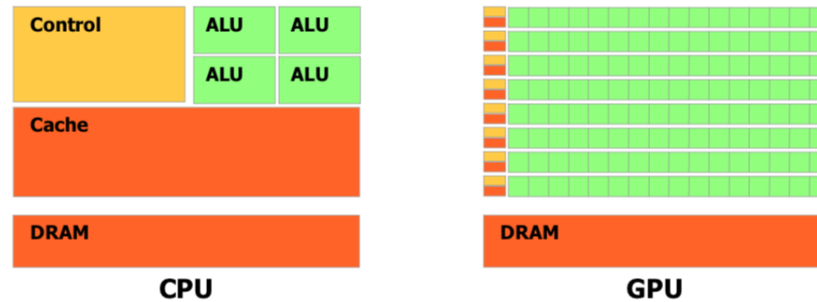 Control
ALU ALU
ALU ALU
Cache
DRAM
DRAM
CPU
GPU